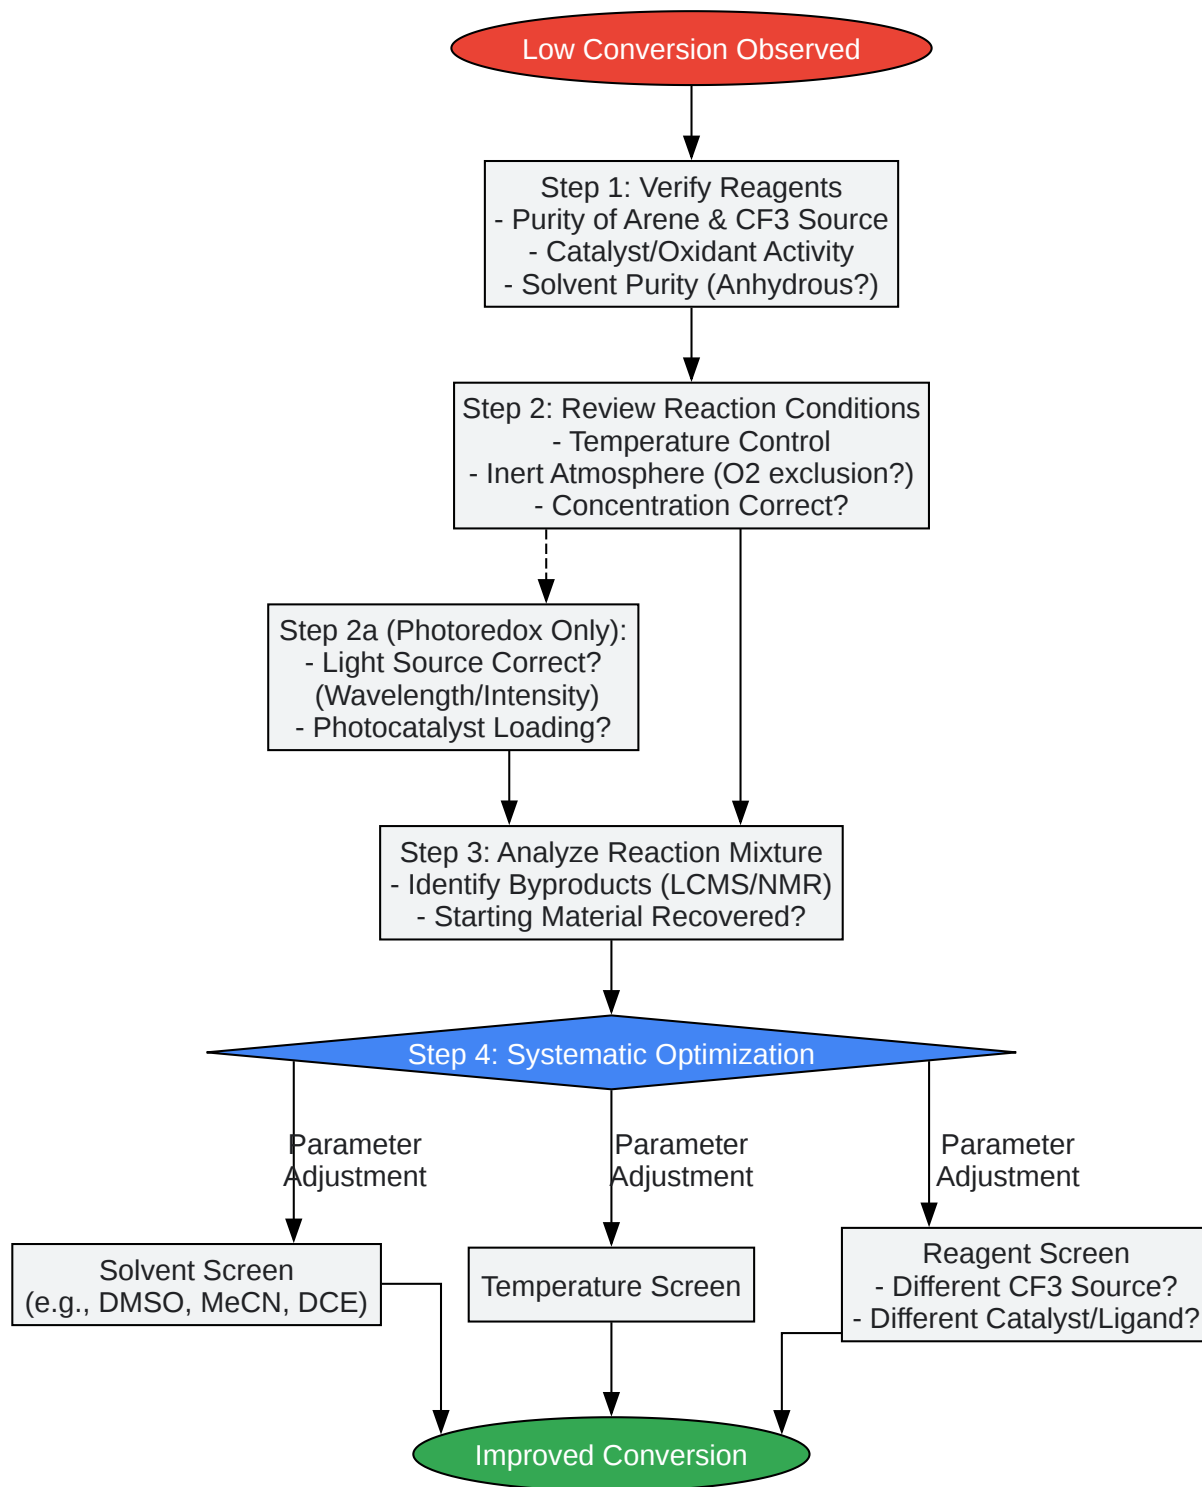 Low Conversion Observed
Step 1: Verify Reagents
- Purity of Arene & CF3 Source
- Catalyst/Oxidant Activity
- Solvent Purity (Anhydrous?)
Step 2: Review Reaction Conditions
- Temperature Control
- Inert Atmosphere (O2 exclusion?)
- Concentration Correct?
Step 2a (Photoredox Only):
- Light Source Correct?
(Wavelength/Intensity)
- Photocatalyst Loading?
Step 3: Analyze Reaction Mixture
- Identify Byproducts (LCMS/NMR)
- Starting Material Recovered?
Step 4: Systematic Optimization
Parameter
Adjustment
Parameter
Adjustment
Parameter
Adjustment
Solvent Screen
(e.g., DMSO, MeCN, DCE)
Temperature Screen
Reagent Screen
- Different CF3 Source?
- Different Catalyst/Ligand?
Improved Conversion